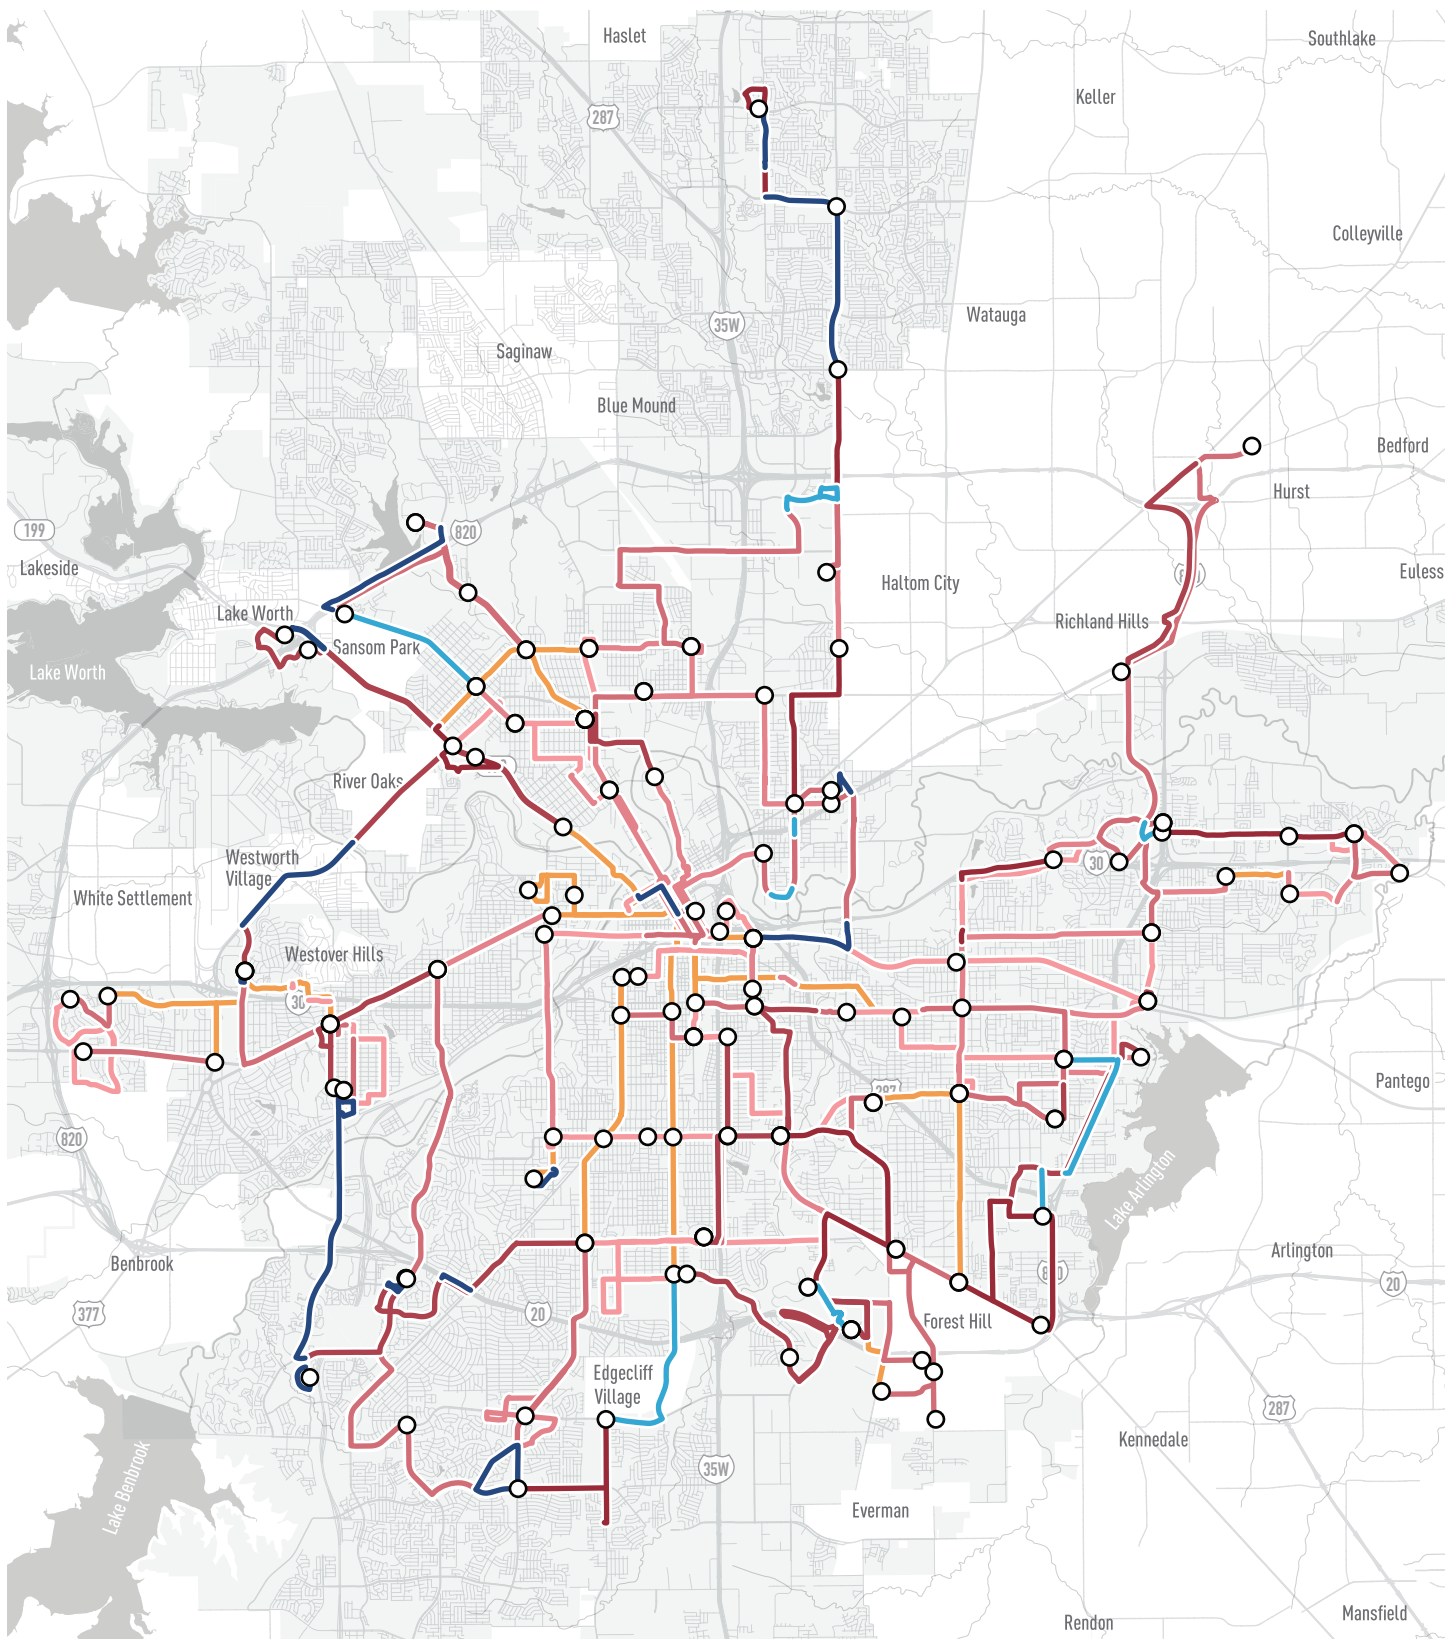 Haslet
Southlake
Keller
287
Colleyville
Watauga
35W
Saginaw
Blue Mound
Bedford
Hurst
199
820
Lakeside
Haltom City
Euless
Lake Worth
Richland Hills
Sansom Park
Lake Worth
River Oaks
Westworth
Village
30
White Settlement
Westover Hills
30
Pantego
287
820
Lake Arlington
Arlington
Benbrook
20
377
20
Forest Hill
Edgecliff
Village
287
Kennedale
35W
Lake Benbrook
Everman
Mansfield
Rendon